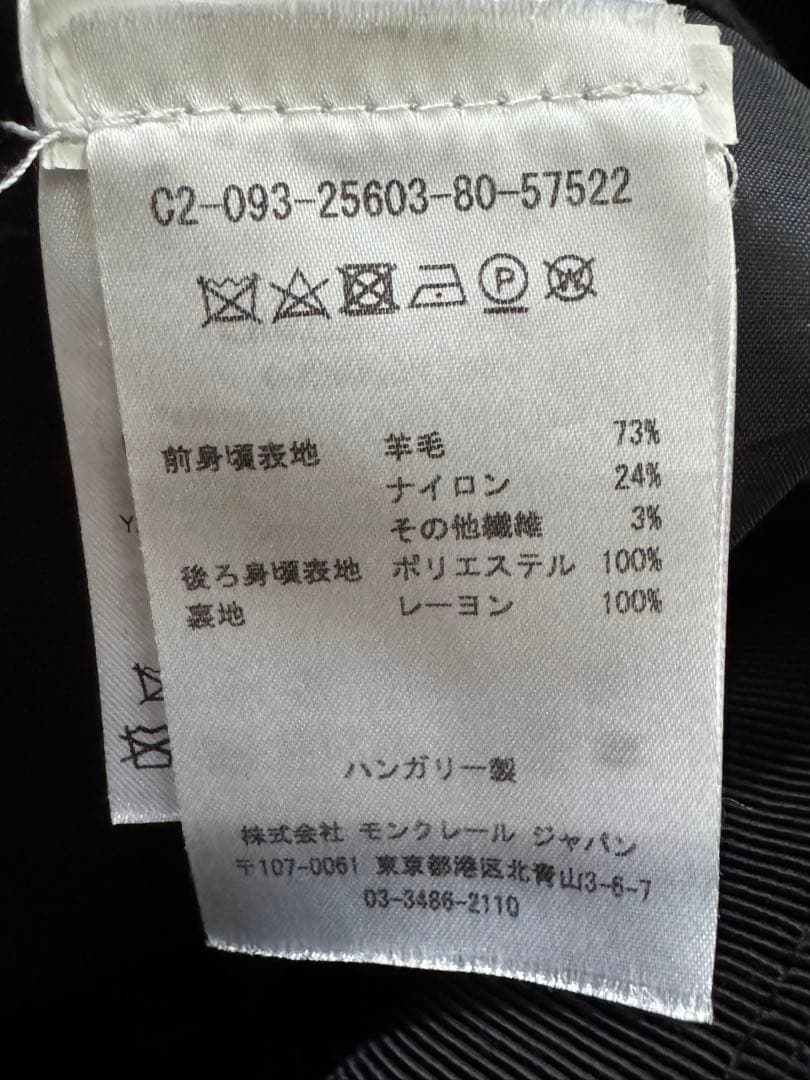 C2-093-25603-80-57522
P
W
前身頃表地 羊毛 73%
ナイロン 24%
その他繊維 3%
後ろ身頃表地 ポリエステル 100%
裏地 レーヨン 100%
ハンガリー製
株式会社 モンクレール ジャパン
〒107-0061 東京都港区北青山3-6-7
03-3486-2110